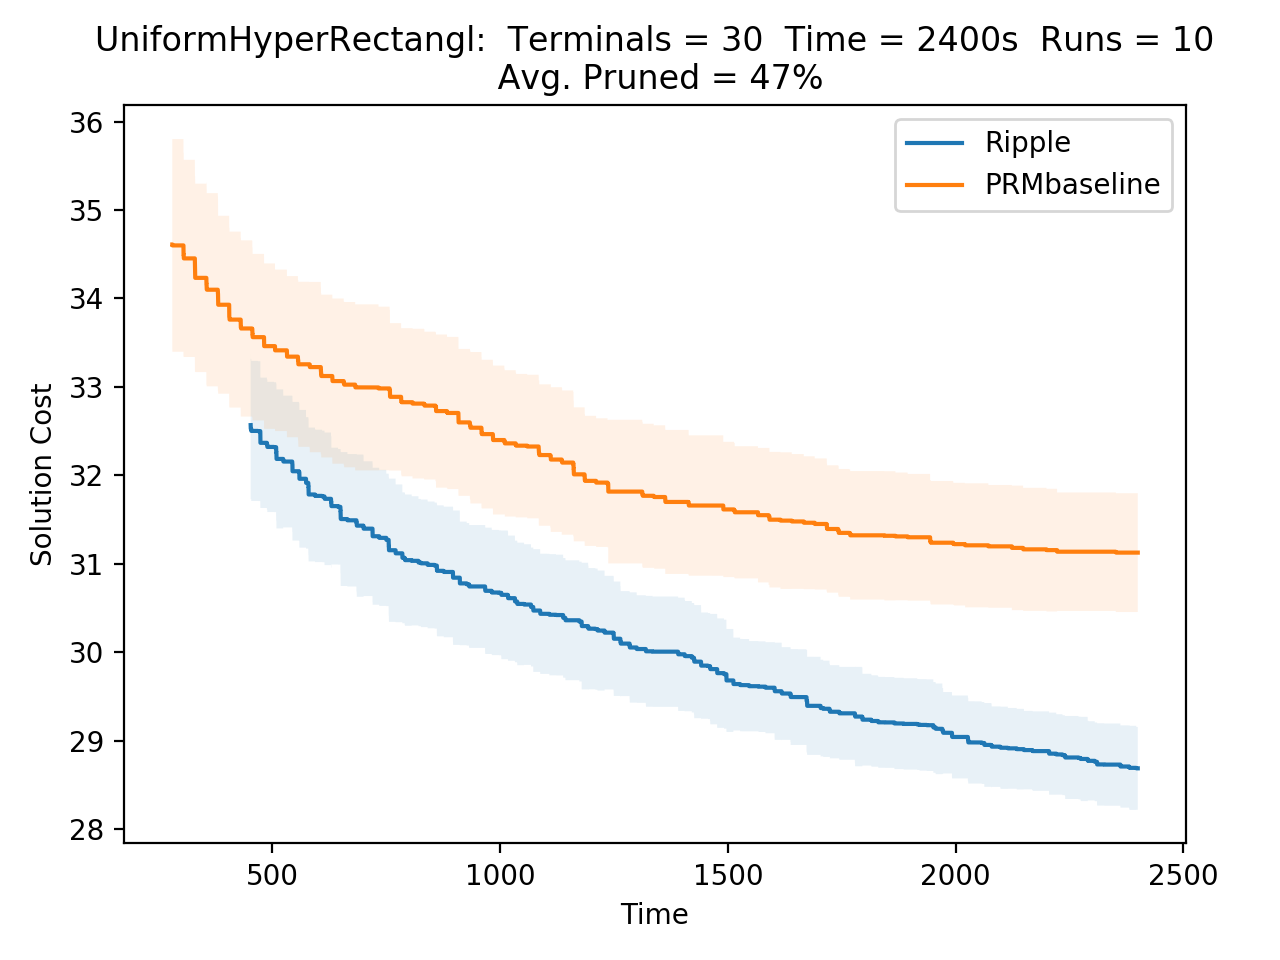 UniformHyperRectangl:  Terminals = 30  Time = 2400s  Runs = 10
Avg. Pruned = 47%
36
35
34
33
32
31
30
29
28
Solution Cost
Ripple
PRMbaseline
500
1000
1500
2000
2500
Time